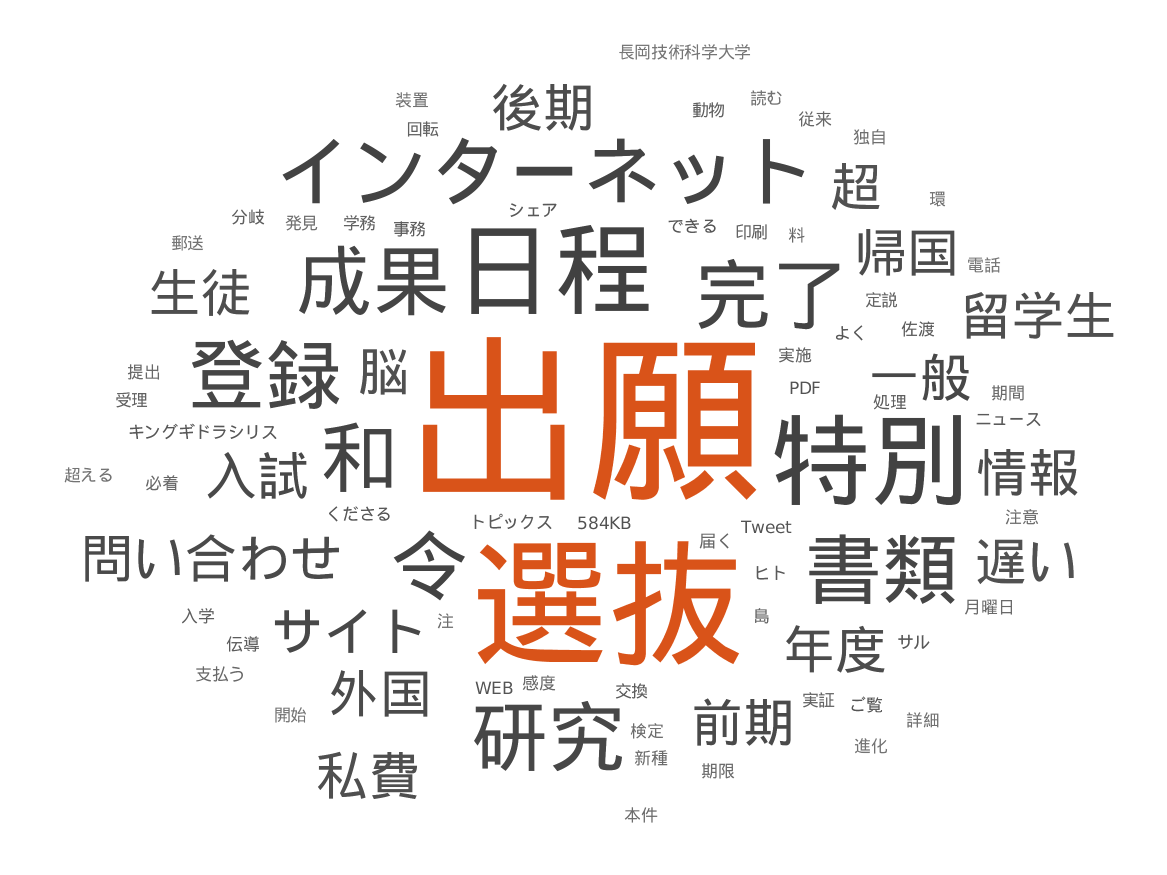 長岡技術科学大学
装置
後期
動物
読む
回転
従来
独自
インターネット
超
環
分岐
発見
学務
事務
シェア
できる
印刷
料
郵送
成果
日程
完了
帰国
電話
生徒
定説
留学生
よく
佐渡
登録
脳
出願
実施
一般
提出
受理
PDF
処理
期間
ニュース
キングギドラシリス
和
特別
情報
超える
必着
入試
くださる
トピックス
584KB
Tweet
注意
問い合わせ
令
選抜
届く
書類
遅い
ヒト
入学
伝導
サイト
注
島
年度
サル
月曜日
支払う
外国
WEB
感度
交換
前期
実証
ご覧
詳細
開始
研究
検定
新種
進化
私費
期限
本件